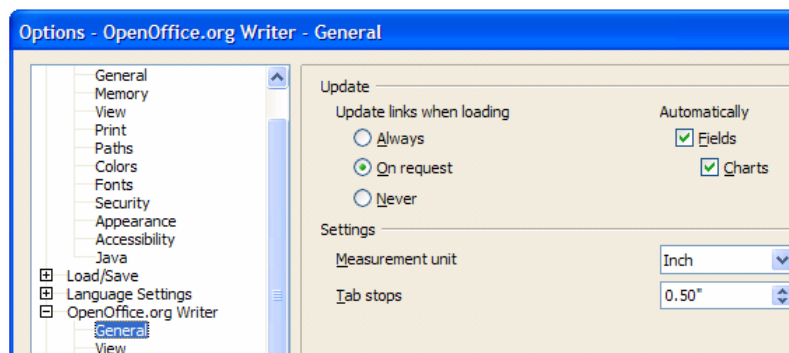 Options - OpenOffice.org Writer - General
General
Memory
View
Print
Paths
Colors
Fonts
Security
Appearance
Accessibility
Java
Load/Save
Language Settings
OpenOffice.org Writer
General
View
Update
Update links when loading
Always
On request
Never
Automatically
Fields
Charts
Settings
Measurement unit
Inch
Tab stops
0.50"